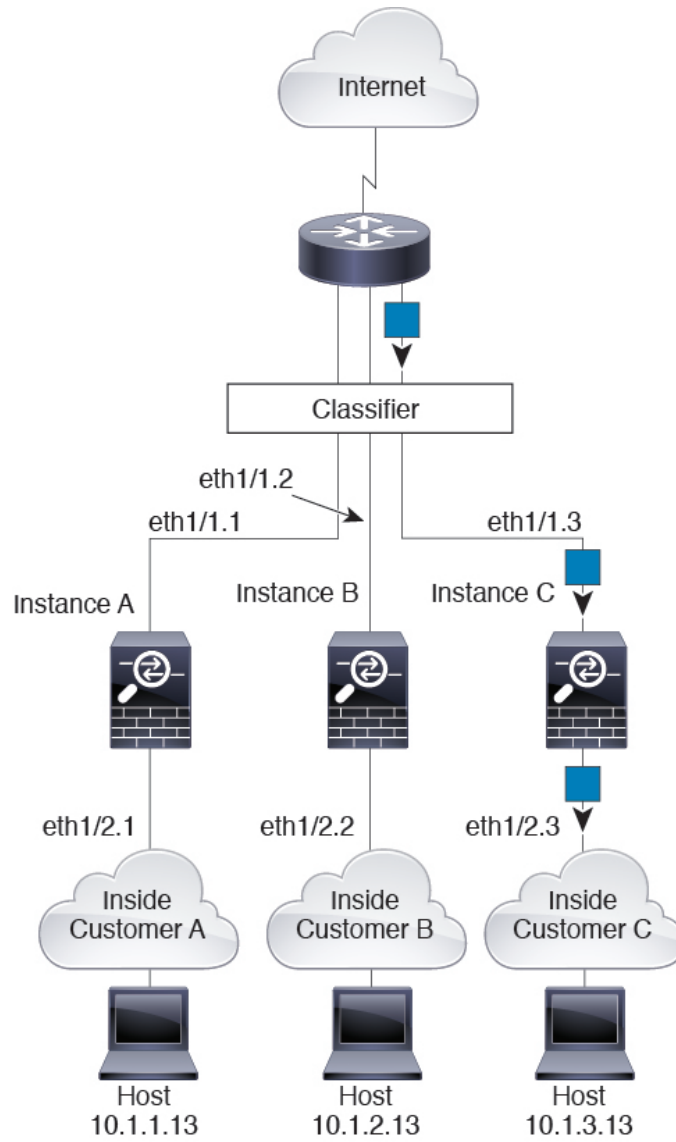 Internet
Classifier
eth1/1.2
eth1/1.1
eth1/1.3
Instance A
Instance B
Instance C
eth1/2.1
eth1/2.2
eth1/2.3
Inside
Customer A
Inside
Customer B
Inside
Customer C
Host
10.1.1.13
Host
10.1.2.13
Host
10.1.3.13